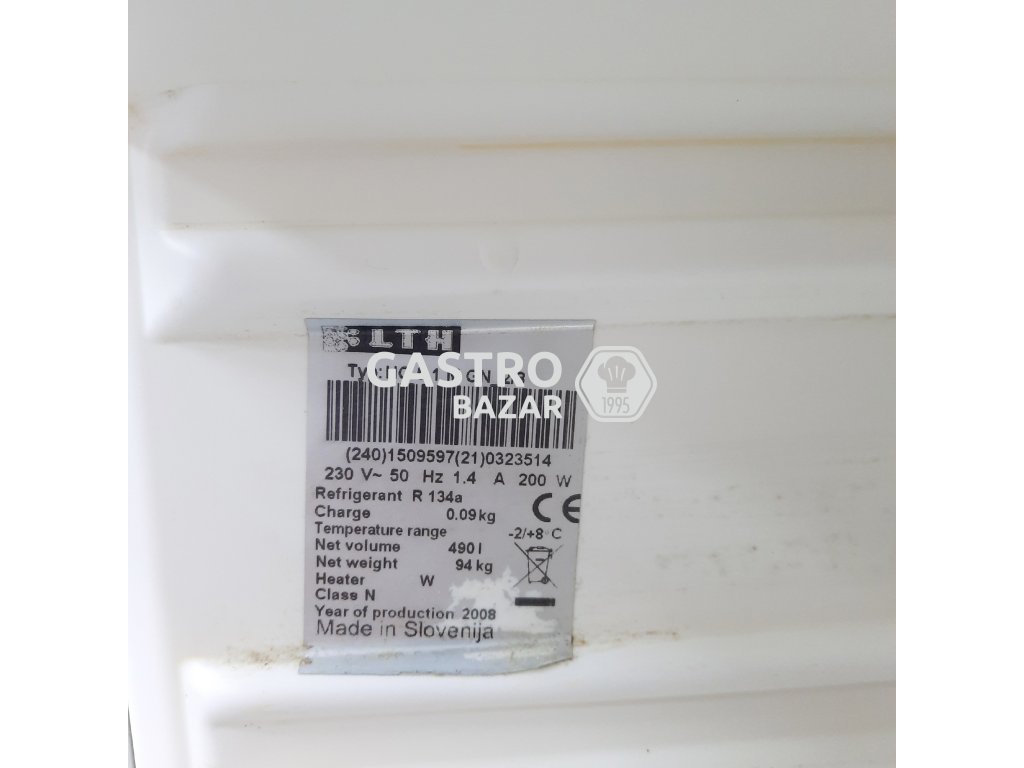 LTH
GASTRO
BAZAR
1995
(240)1509597(21)0323514
230 V~ 50 Hz 1.4 A 200 W
Refrigerant R 134a
CE
Charge 0.09kg
Temperature range -2/+8°C
Net volume 490 l
Net weight 94 kg
Heater W
Class N
Year of production 2008
Made in Slovenija